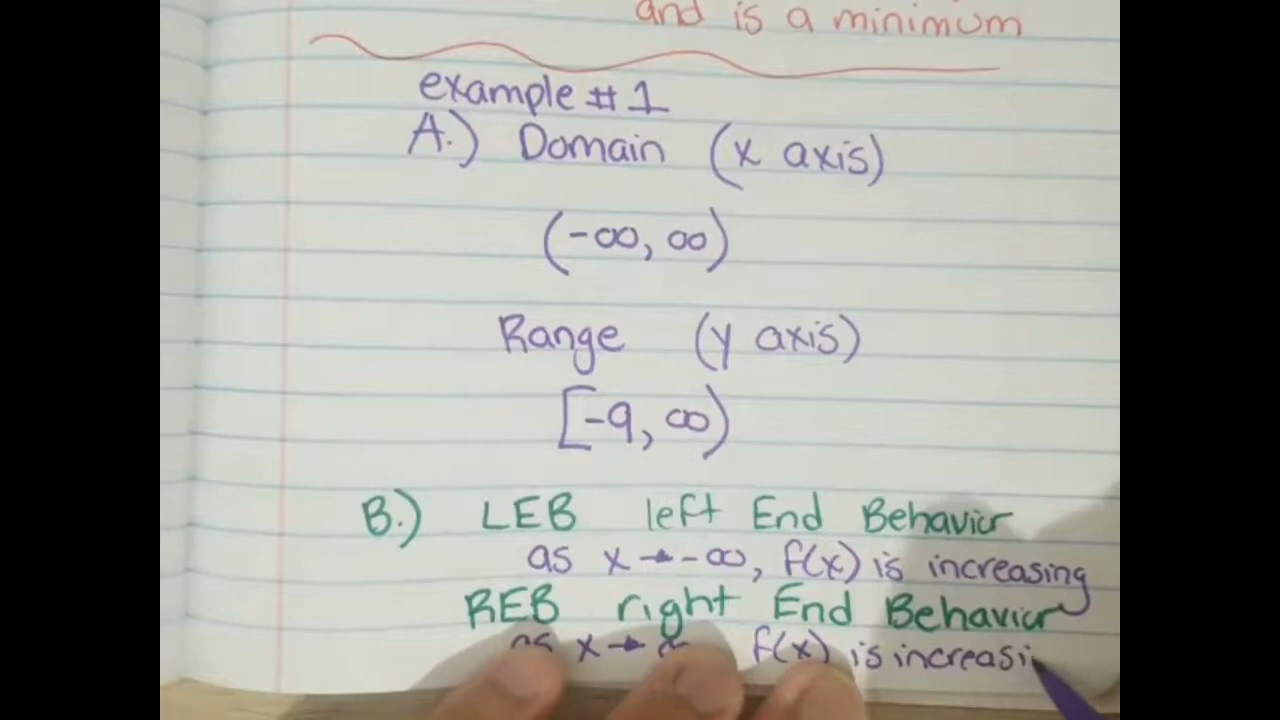 and is a minimum
example # 1
A.) Domain (x axis)
(-∞, ∞)
Range (y axis)
[-9, ∞)
B.) LEB left End Behavior
as x → -∞, f(x) is increasing
REB right End Behavior
as x → f(x) is increasi